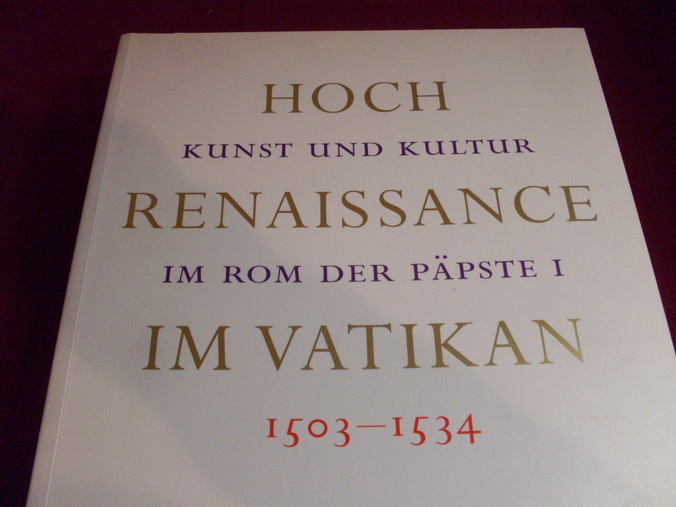 HOCH
KUNST UND KULTUR
RENAISSANCE
IM ROM DER PÄPSTE I
IM VATIKAN
1503–1534